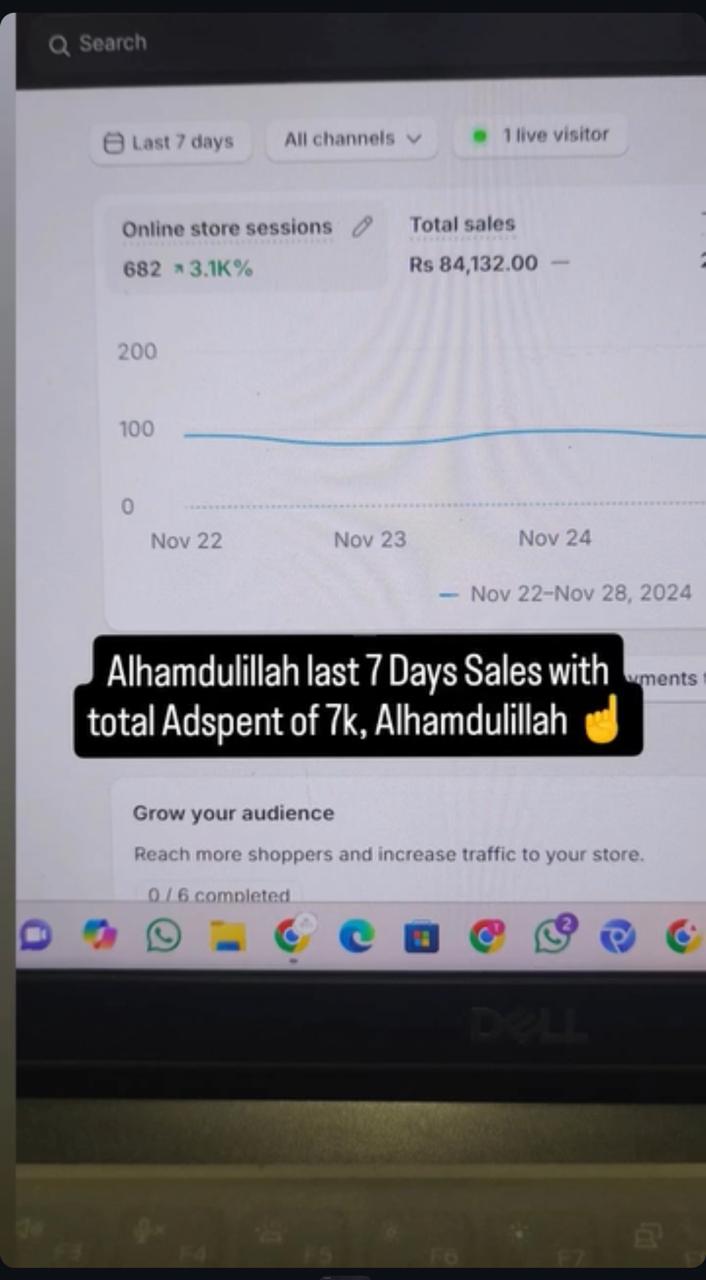 Search
Last 7 days
All channels
1 live visitor
Online store sessions
682 ↗ 3.1K%
Total sales
Rs 84,132.00 —
200
100
0
Nov 22
Nov 23
Nov 24
Nov 22–Nov 28, 2024
Alhamdulillah last 7 Days Sales with
total Adspent of 7k, Alhamdulillah ☝️
Grow your audience
Reach more shoppers and increase traffic to your store.
0 / 6 completed
2
DELL
F3
F4
F5
F6
F7